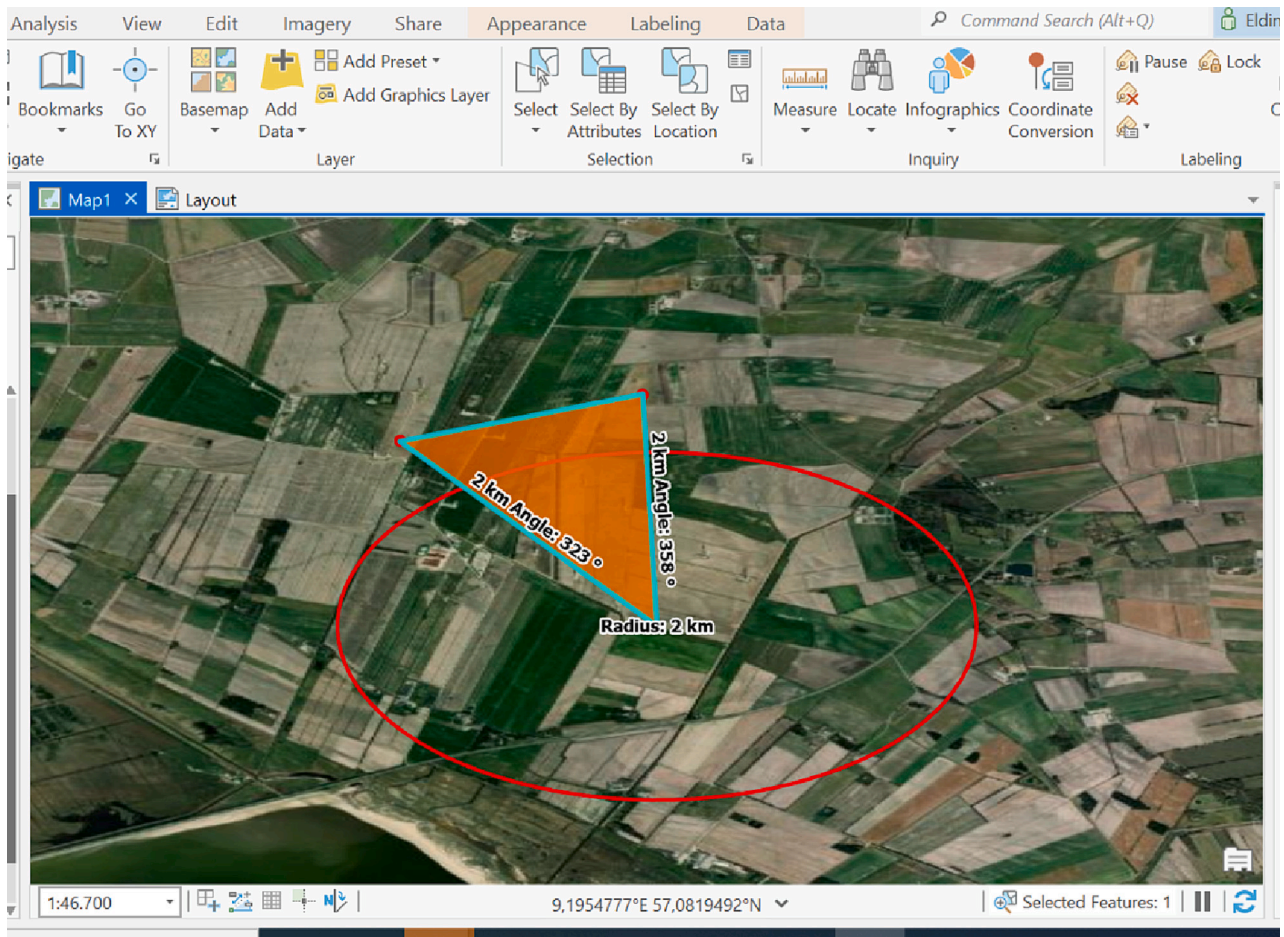 Analysis View Edit Imagery Share Appearance Labeling Data Command Search (Alt+Q)
Bookmarks
Go
To XY
Basemap
Add
Data
Add Preset
Add Graphics Layer
Select
Select By
Attributes
Select By
Location
Measure
Locate
Infographics
Coordinate
Conversion
Pause
Lock
Layer
Selection
Inquiry
Labeling
Map1
Layout
2 km Angle: 358 °
2 km Angle: 323 °
Radius: 2 km
1:46.700
9,1954777°E 57,0819492°N
Selected Features: 1